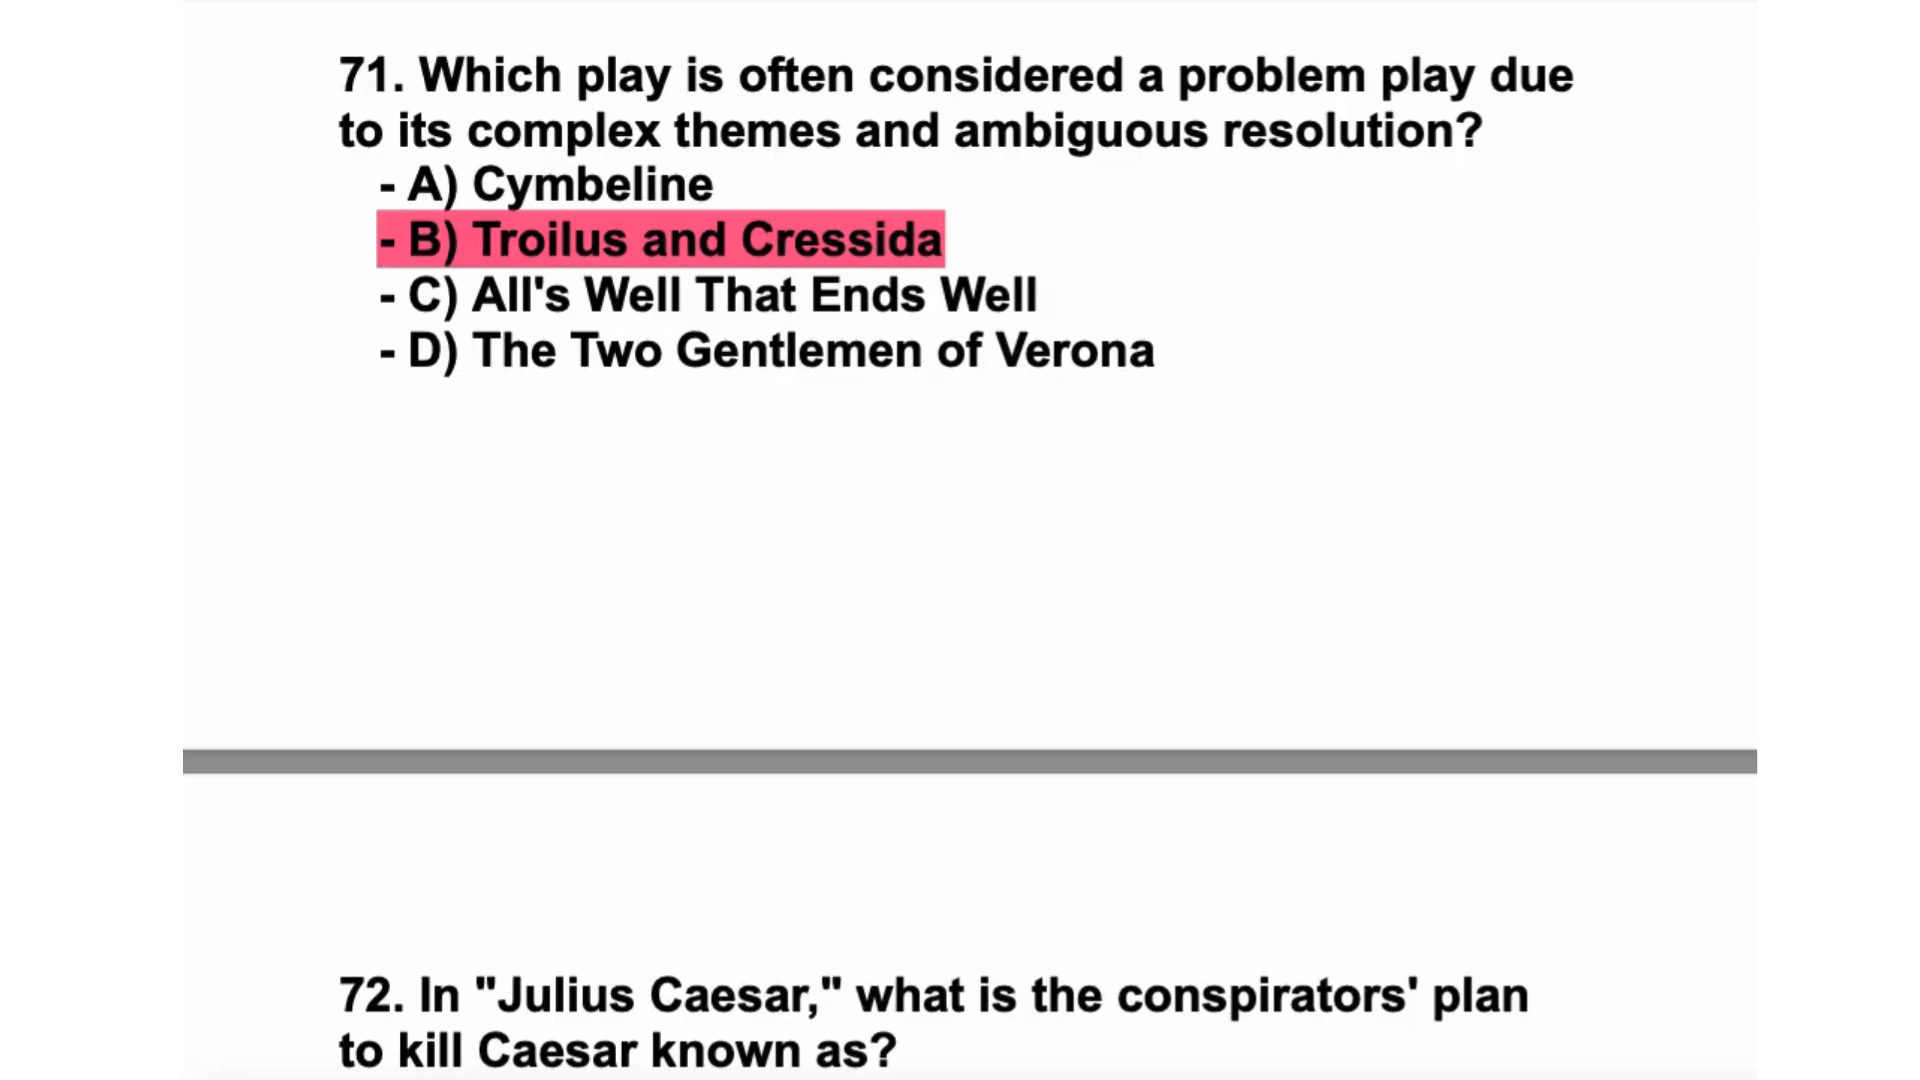 71. Which play is often considered a problem play due
to its complex themes and ambiguous resolution?
- A) Cymbeline
- B) Troilus and Cressida
- C) All's Well That Ends Well
- D) The Two Gentlemen of Verona
72. In "Julius Caesar," what is the conspirators' plan
to kill Caesar known as?